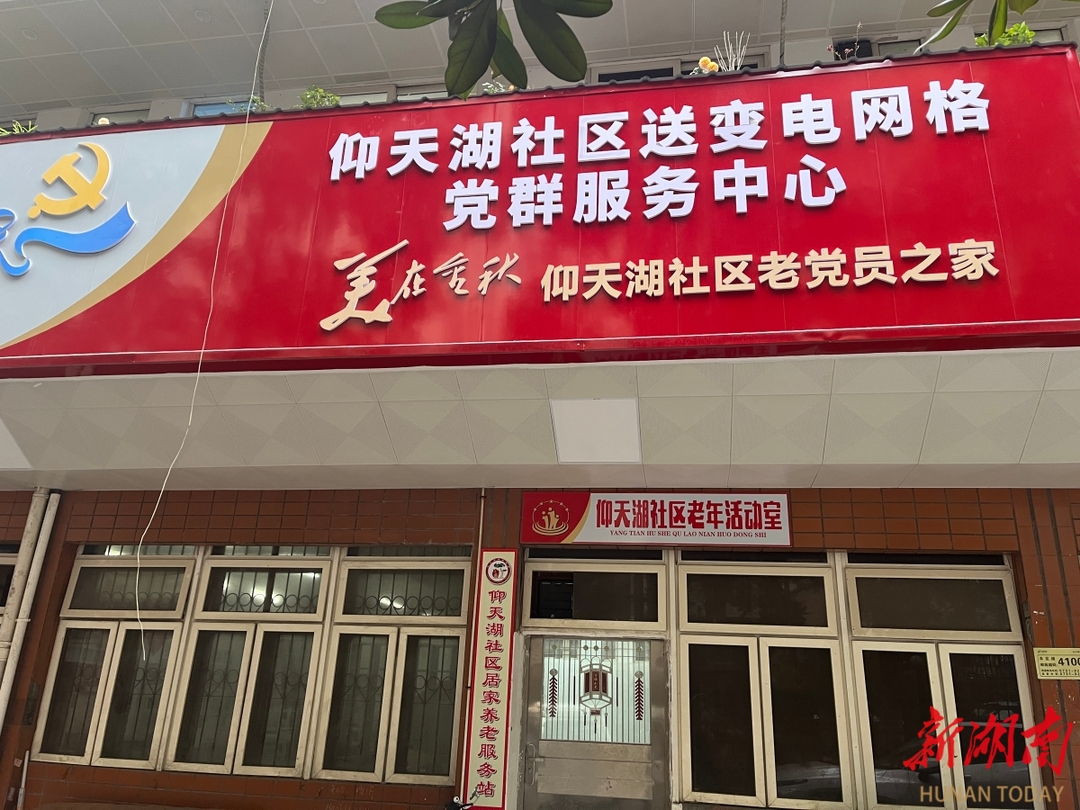 仰天湖社区送变电网格
党群服务中心
美在金秋 仰天湖社区老党员之家
仰天湖社区老年活动室
YANG TIAN HU SHE QU LAO NIAN HUO DONG SHI
仰天湖社区居家养老服务站
4100
新湖南
HUNAN TODAY